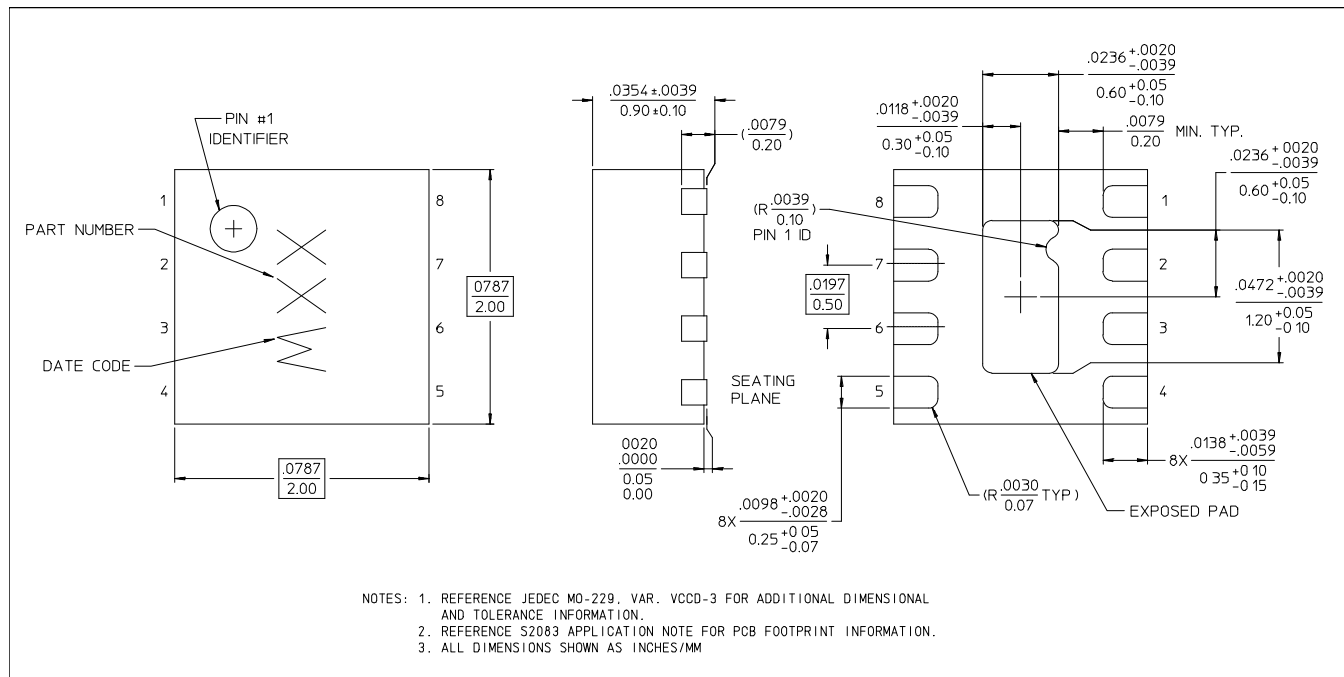 PIN #1
IDENTIFIER
PART NUMBER
DATE CODE
1
2
3
4
8
7
6
5
.0787
2.00
.0787
2.00
.0354 ±.0039
0.90 ±0.10
(.0079)
0.20
SEATING
PLANE
0020
.0000
0.05
0.00
(R .0039)
0.10
PIN 1 ID
.0197
0.50
.0118 +.0020
-.0039
0.30 +0.05
-0.10
.0236 +.0020
-.0039
0.60 +0.05
-0.10
.0079 MIN. TYP.
0.20
.0236 +.0020
-.0039
0.60 +0.05
-0.10
8
7
6
5
1
2
3
4
.0472 +.0020
-.0039
1.20 +0.05
-0 10
8X .0138 +.0039
-.0059
0 35 +0 10
-0 15
8X .0098 +.0020
-.0028
0.25 +0 05
-0.07
(R .0030 TYP)
0.07
EXPOSED PAD
NOTES: 1. REFERENCE JEDEC MO-229, VAR. VCCD-3 FOR ADDITIONAL DIMENSIONAL
AND TOLERANCE INFORMATION.
2. REFERENCE S2083 APPLICATION NOTE FOR PCB FOOTPRINT INFORMATION.
3. ALL DIMENSIONS SHOWN AS INCHES/MM